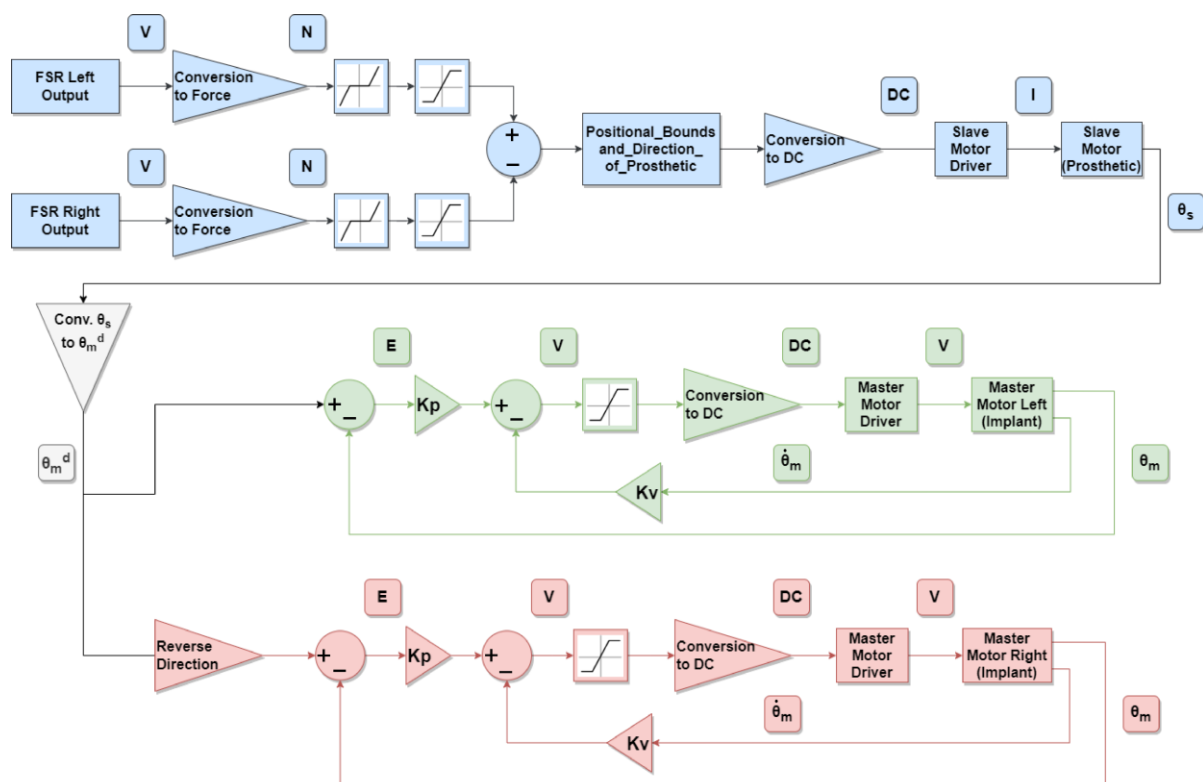 V
N
FSR Left
Output
Conversion
to Force
+
−
Positional_Bounds
and_Direction_
of_Prosthetic
Conversion
to DC
DC
I
Slave
Motor
Driver
Slave
Motor
(Prosthetic)
V
N
FSR Right
Output
Conversion
to Force
θs
Conv. θs
to θmᵈ
θmᵈ
E
V
DC
V
+
−
Kp
+
−
Conversion
to DC
Master
Motor
Driver
Master
Motor Left
(Implant)
θ̇m
θm
Kv
E
V
DC
V
Reverse
Direction
+
−
Kp
+
−
Conversion
to DC
Master
Motor
Driver
Master
Motor Right
(Implant)
θ̇m
θm
Kv